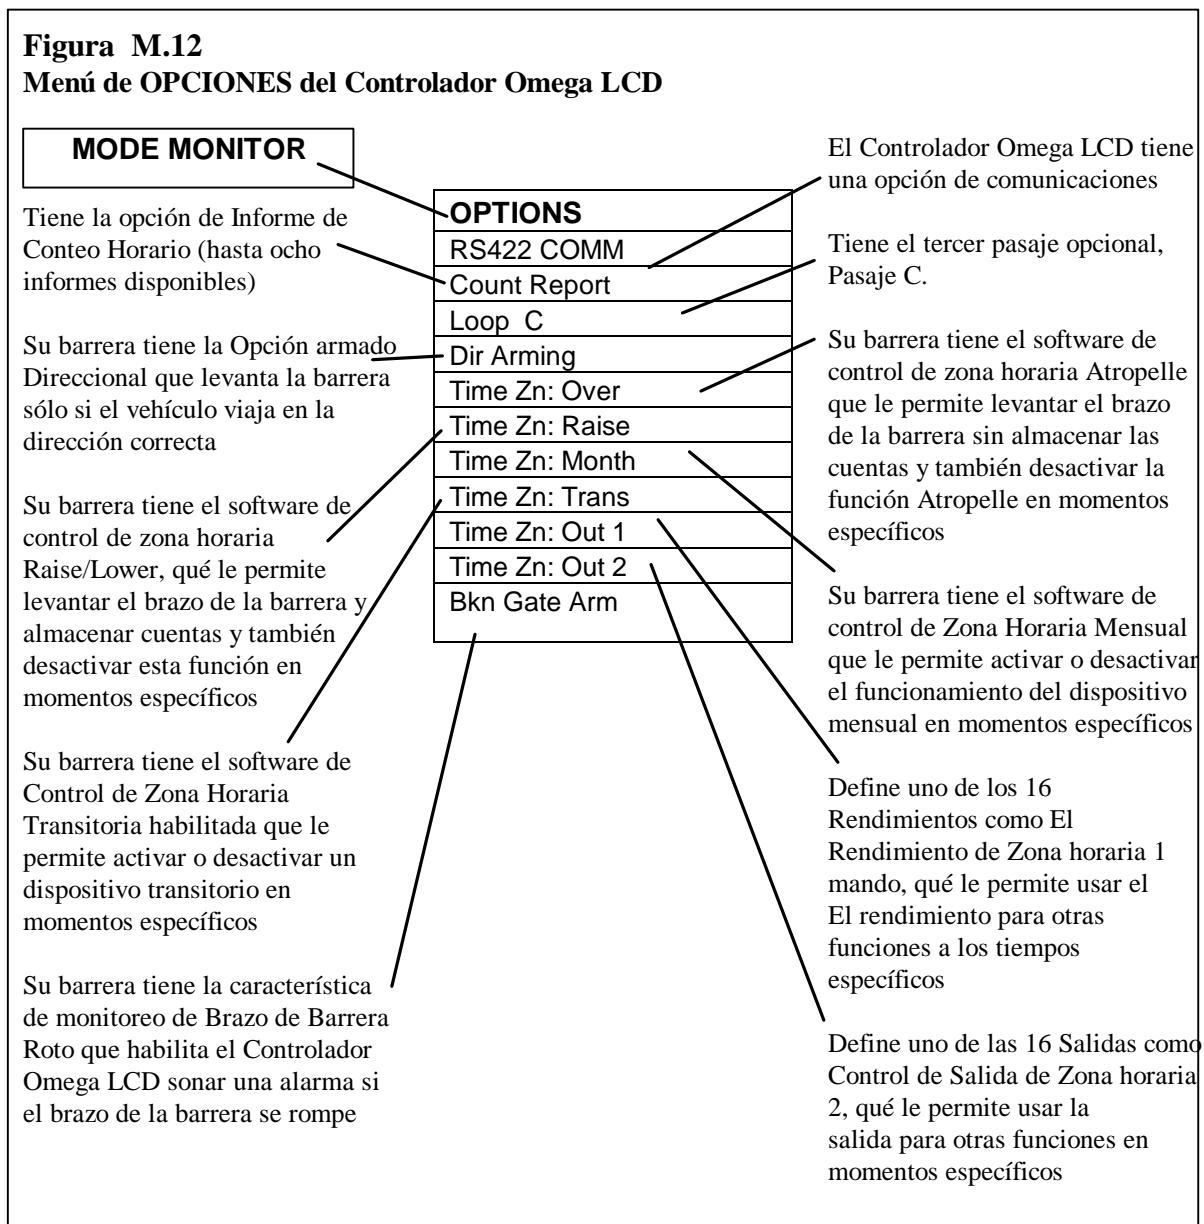 Figura M.12
Menú de OPCIONES del Controlador Omega LCD
MODE MONITOR
Tiene la opción de Informe de
Conteo Horario (hasta ocho
informes disponibles)
Su barrera tiene la Opción armado
Direccional que levanta la barrera
sólo si el vehículo viaja en la
dirección correcta
Su barrera tiene el software de
control de zona horaria
Raise/Lower, qué le permite
levantar el brazo de la barrera y
almacenar cuentas y también
desactivar esta función en
momentos específicos
Su barrera tiene el software de
Control de Zona Horaria
Transitoria habilitada que le
permite activar o desactivar un
dispositivo transitorio en
momentos específicos
Su barrera tiene la característica
de monitoreo de Brazo de Barrera
Roto que habilita el Controlador
Omega LCD sonar una alarma si
el brazo de la barrera se rompe
OPTIONS
RS422 COMM
Count Report
Loop C
Dir Arming
Time Zn: Over
Time Zn: Raise
Time Zn: Month
Time Zn: Trans
Time Zn: Out 1
Time Zn: Out 2
Bkn Gate Arm
El Controlador Omega LCD tiene
una opción de comunicaciones
Tiene el tercer pasaje opcional,
Pasaje C.
Su barrera tiene el software de
control de zona horaria Atropelle
que le permite levantar el brazo
de la barrera sin almacenar las
cuentas y también desactivar la
función Atropelle en momentos
específicos
Su barrera tiene el software de
control de Zona Horaria Mensual
que le permite activar o desactivar
el funcionamiento del dispositivo
mensual en momentos específicos
Define uno de los 16
Rendimientos como El
Rendimiento de Zona horaria 1
mando, qué le permite usar el
El rendimiento para otras
funciones a los tiempos
específicos
Define uno de las 16 Salidas como
Control de Salida de Zona horaria
2, qué le permite usar la
salida para otras funciones en
momentos específicos